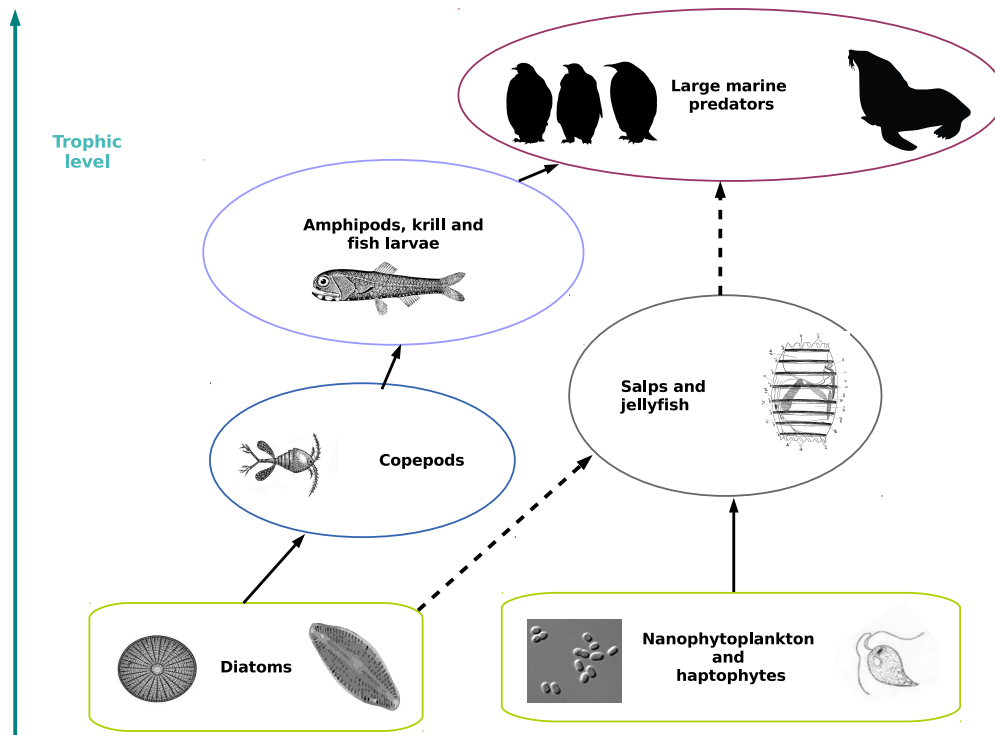 Large marine
predators
Trophic
level
Amphipods, krill and
fish larvae
Salps and
jellyfish
Copepods
Diatoms
Nanophytoplankton
and
haptophytes